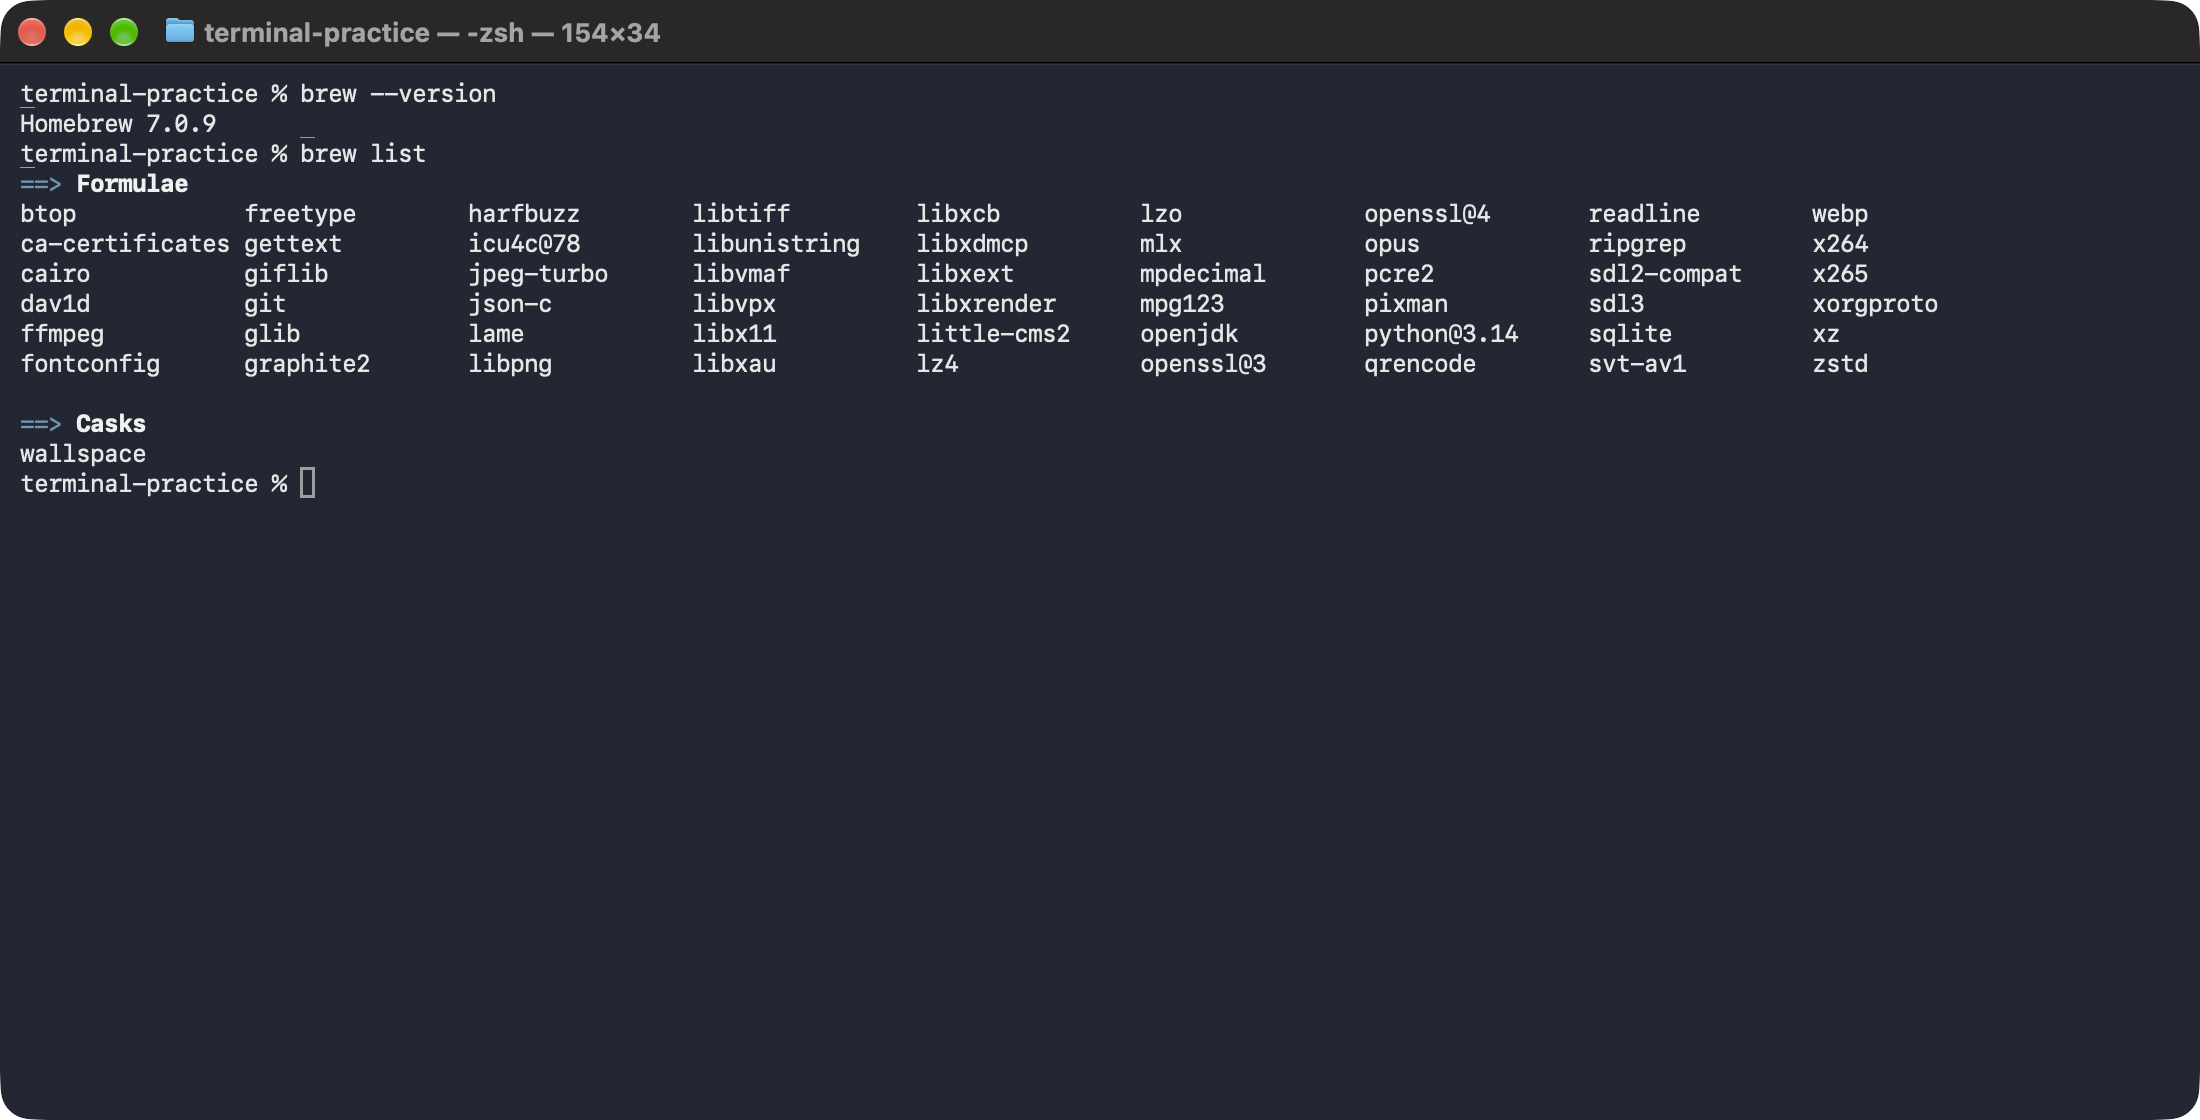 terminal-practice — -zsh — 154×34
terminal-practice % brew --version
Homebrew 7.0.9
terminal-practice % brew list
==> Formulae
btop            freetype        harfbuzz        libtiff         libxcb          lzo             openssl@4       readline        webp
ca-certificates gettext         icu4c@78        libunistring    libxdmcp        mlx             opus            ripgrep         x264
cairo           giflib          jpeg-turbo      libvmaf         libxext         mpdecimal       pcre2           sdl2-compat     x265
dav1d           git             json-c          libvpx          libxrender      mpg123          pixman          sdl3            xorgproto
ffmpeg          glib            lame            libx11          little-cms2     openjdk         python@3.14     sqlite          xz
fontconfig      graphite2       libpng          libxau          lz4             openssl@3       qrencode        svt-av1         zstd
==> Casks
wallspace
terminal-practice %